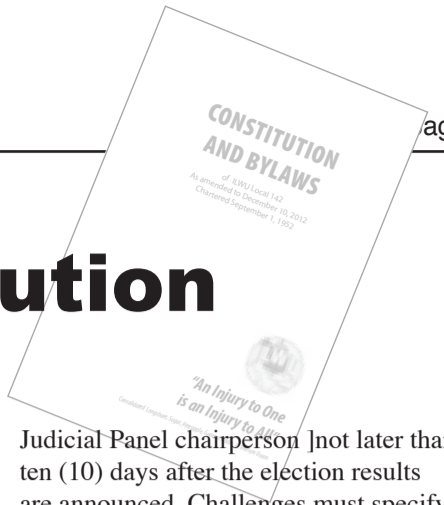 ag
CONSTITUTION
AND BYLAWS
of ILWU Local 142
As amended to December 10, 2012
Chartered September 1, 1952
ution
"An Injury to One
is an Injury to All"
Judicial Panel chairperson ]not later than
ten (10) days after the election results
are announced. Challenges must specify